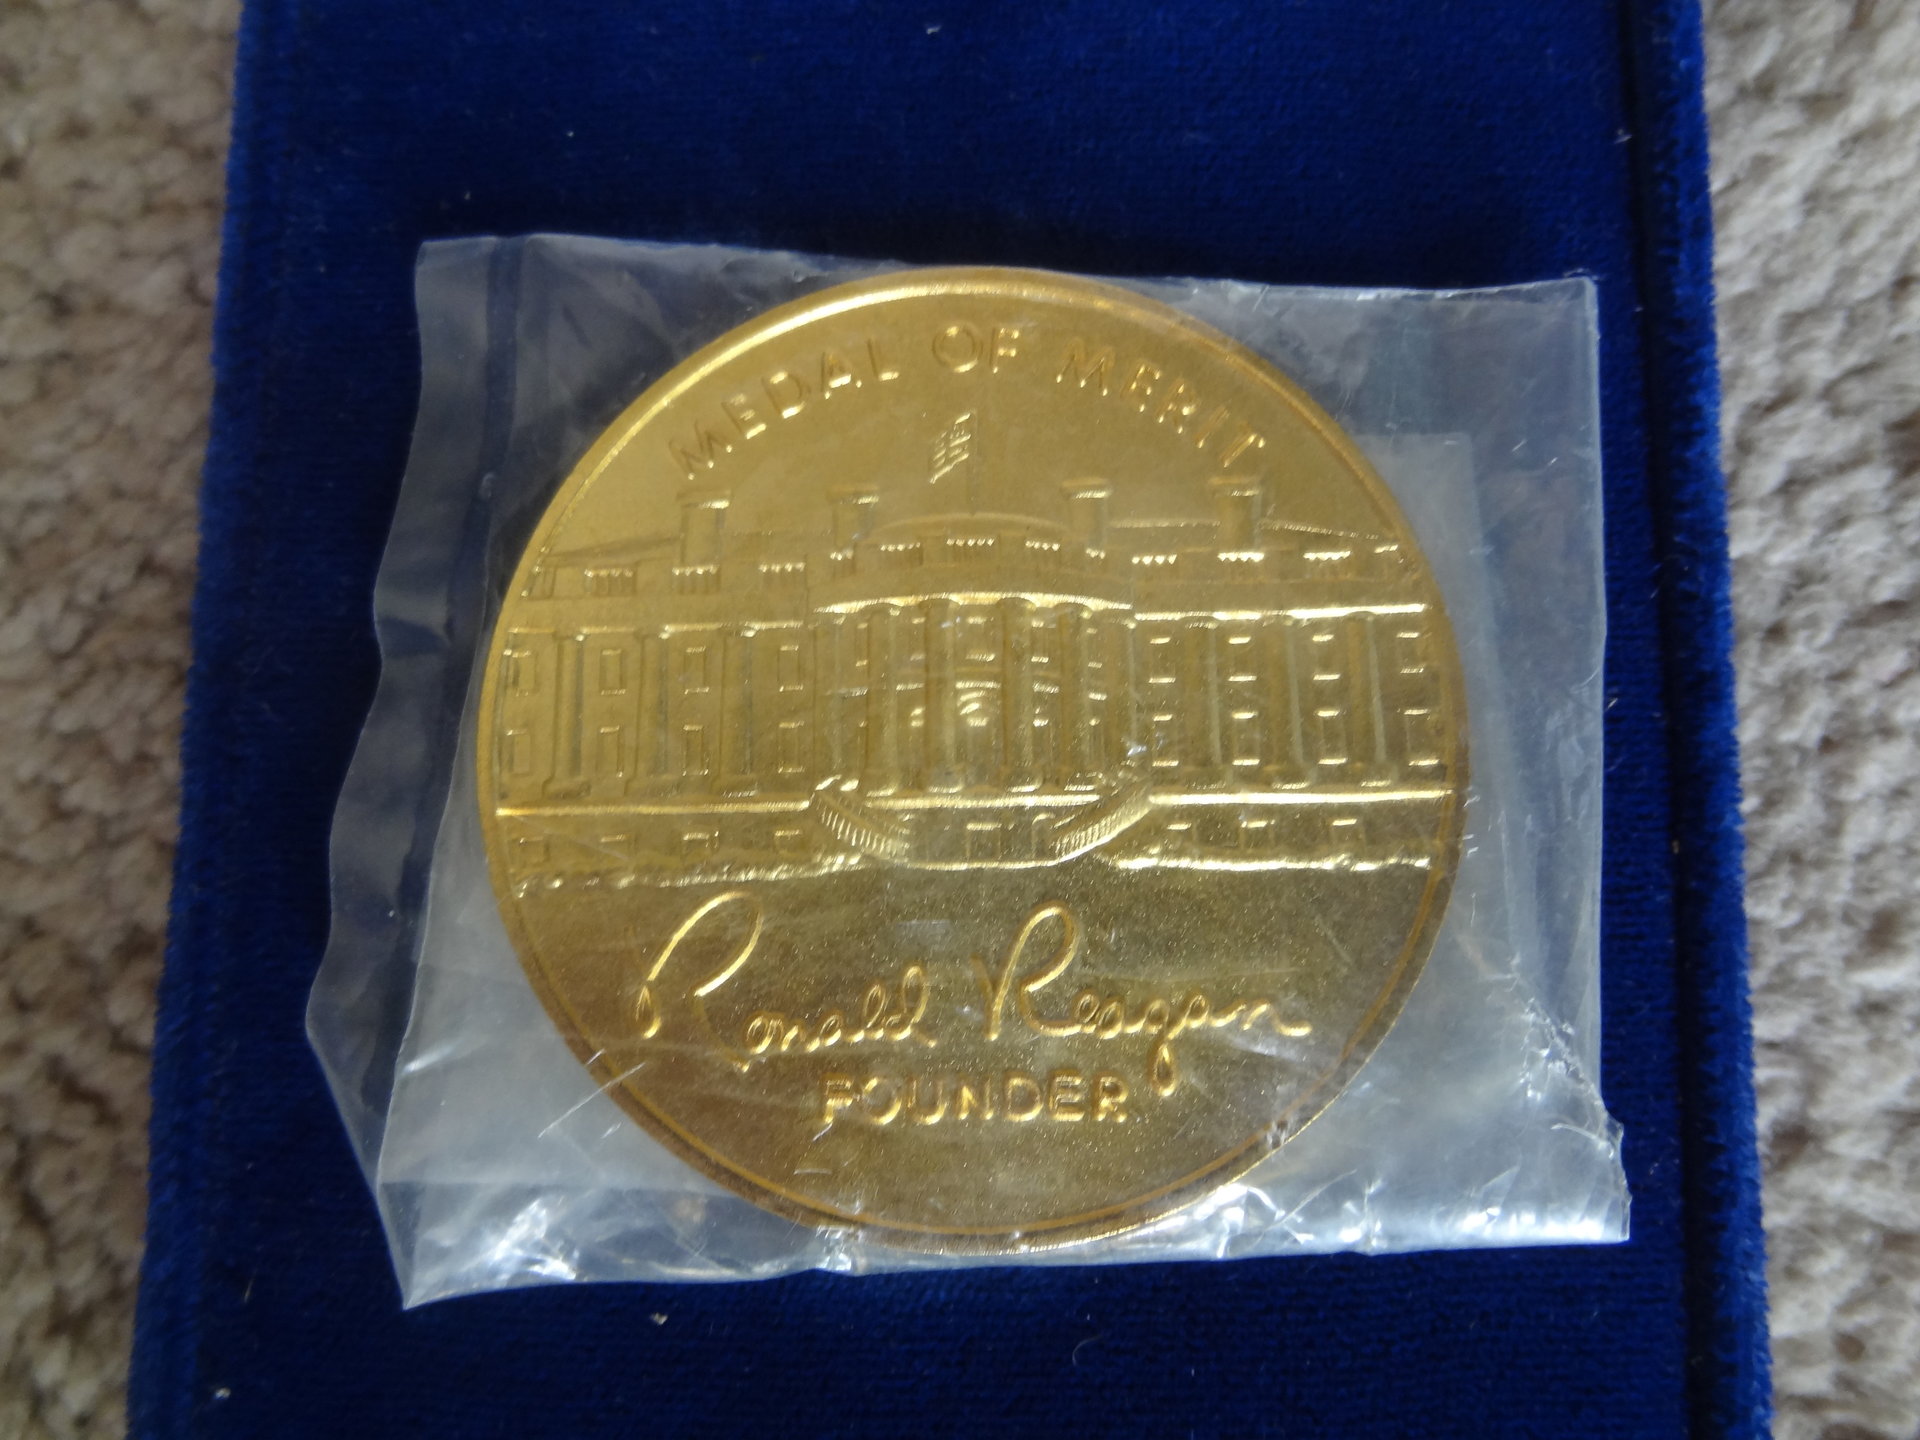 MEDAL OF MERIT
Ronald Reagan
FOUNDER